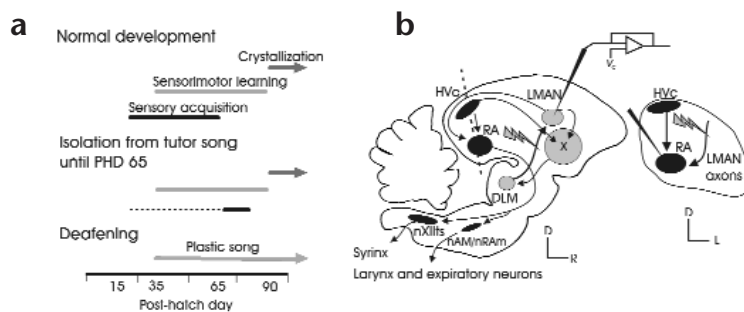 a
Normal development
Crystallization
Sensorimotor learning
Sensory acquisition
Isolation from tutor song
until PHD 65
Deafening
Plastic song
15 35 65 90
Post-hatch day
b
Vc
HVc
LMAN
RA
X
DLM
nXIIts
nAM/nRAm
Syrinx
Larynx and expiratory neurons
D
R
HVc
RA
LMAN
axons
D
L